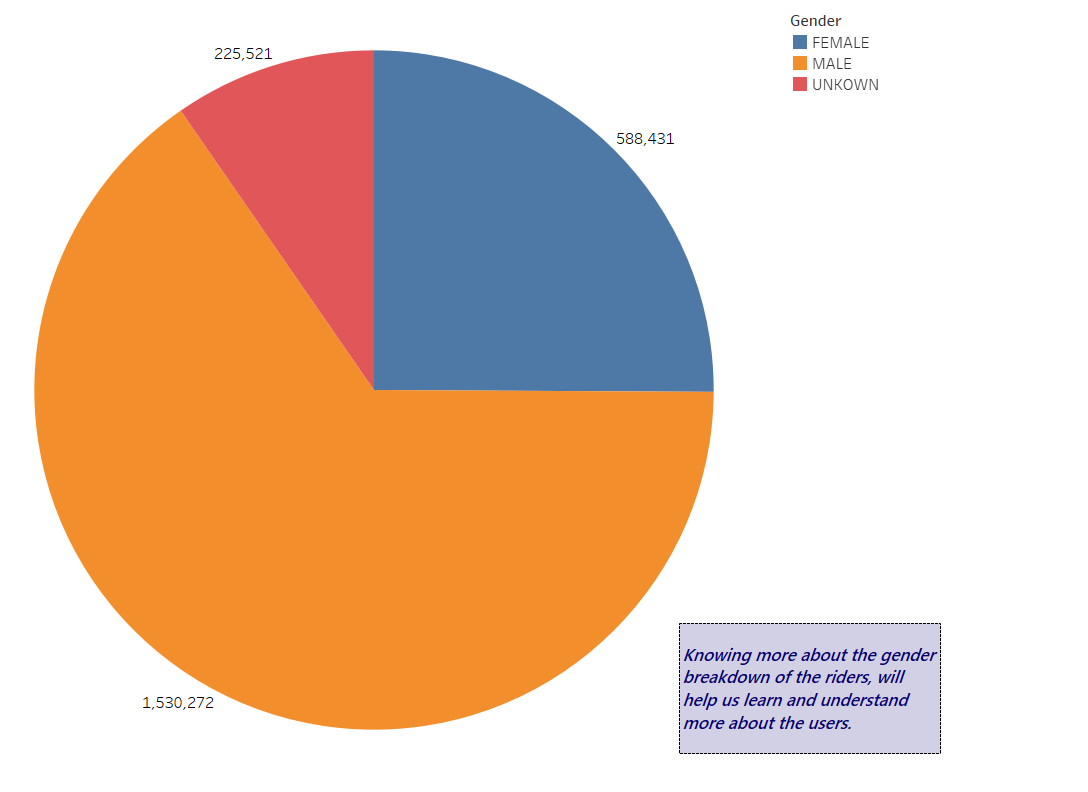 Gender
FEMALE
MALE
UNKOWN
225,521
588,431
1,530,272
Knowing more about the gender
breakdown of the riders, will
help us learn and understand
more about the users.